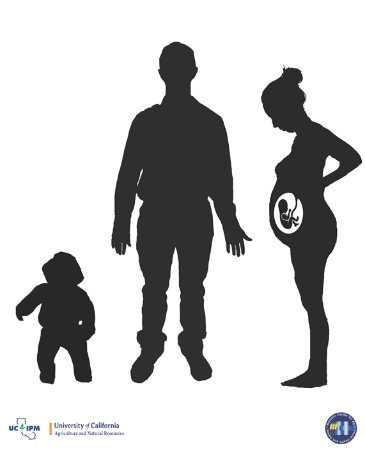 UC IPM
University of California
Agriculture and Natural Resources